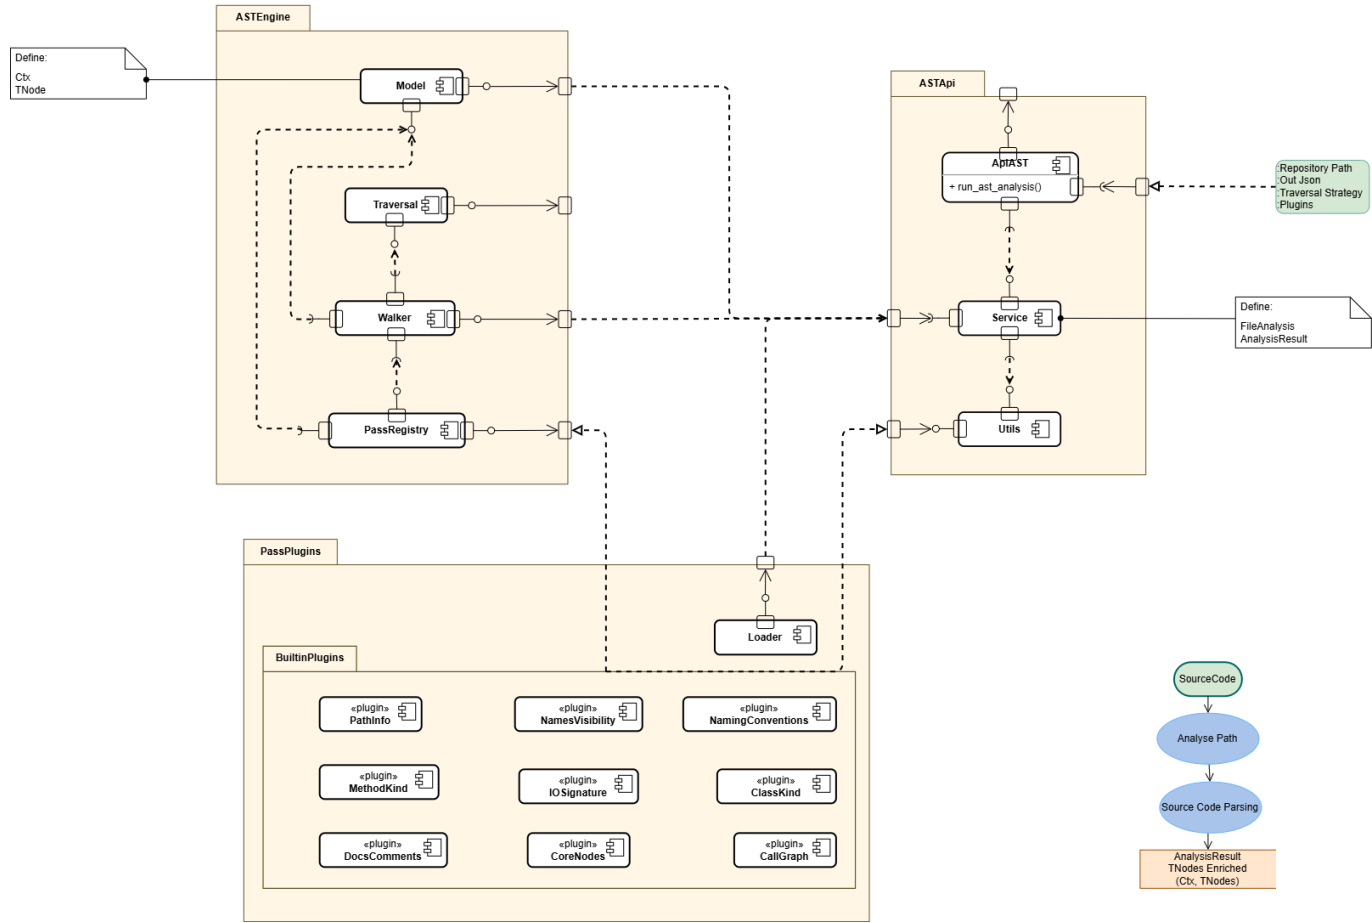 ASTEngine
Define:
Ctx
TNode
Model
Traversal
Walker
PassRegistry
ASTApi
ApiAST
+ run_ast_analysis()
:Repository Path
:Out Json
:Traversal Strategy
:Plugins
Service
Define:
FileAnalysis
AnalysisResult
Utils
PassPlugins
Loader
BuiltinPlugins
«plugin»
PathInfo
«plugin»
NamesVisibility
«plugin»
NamingConventions
«plugin»
MethodKind
«plugin»
IOSignature
«plugin»
ClassKind
«plugin»
DocsComments
«plugin»
CoreNodes
«plugin»
CallGraph
SourceCode
Analyse Path
Source Code Parsing
AnalysisResult
TNodes Enriched
(Ctx, TNodes)